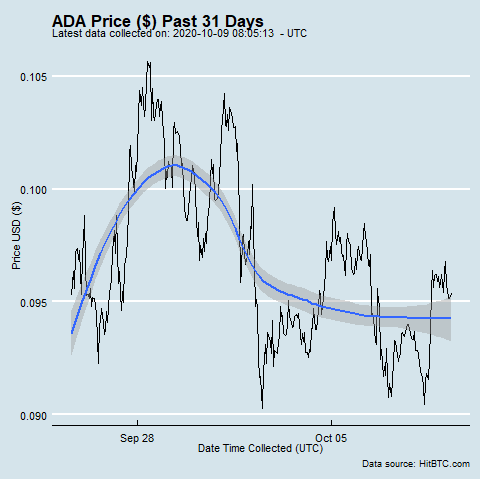 ADA Price ($) Past 31 Days
Latest data collected on: 2020-10-09 08:05:13 - UTC
0.105
0.100
0.095
0.090
Price USD ($)
Sep 28
Oct 05
Date Time Collected (UTC)
Data source: HitBTC.com